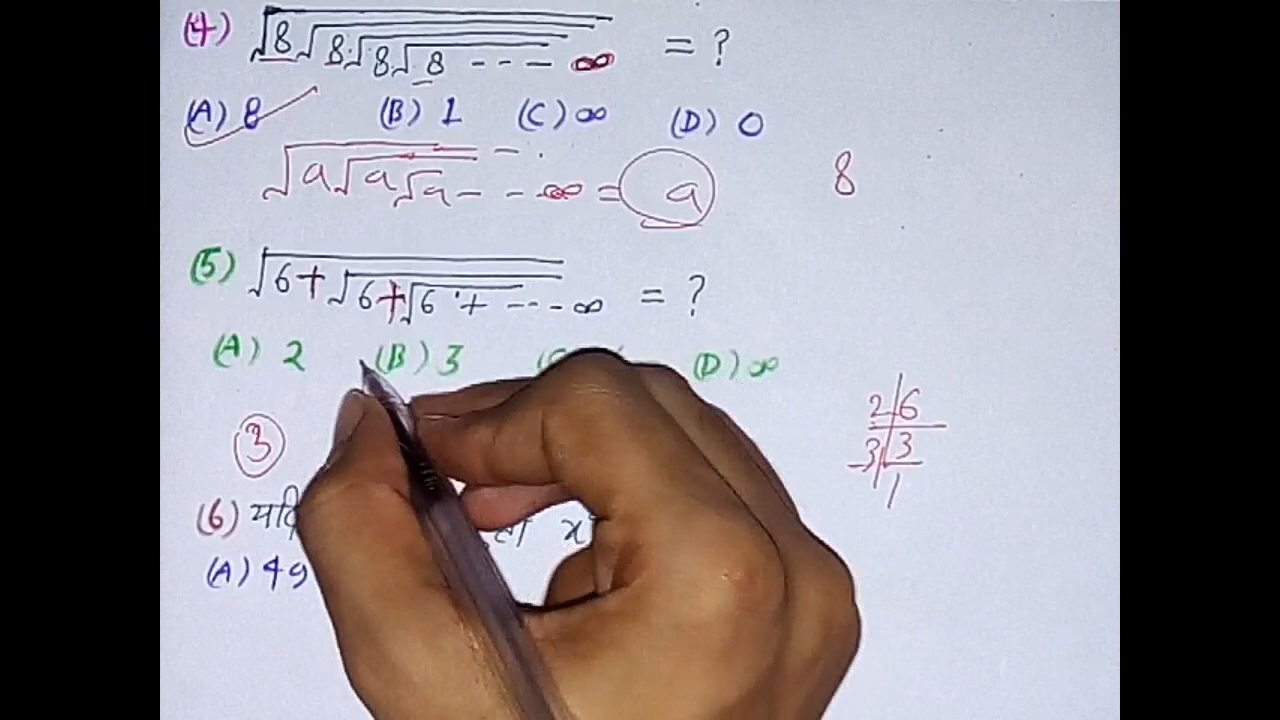 (4) √8√8√8√8 --- ∞ = ?
(A) 8 (B) 1 (C) ∞ (D) 0
√a√a√a-- - ∞ = a 8
(5) √6+√6+√6+ --- ∞ = ?
(A) 2 (B) 3 (D) ∞
2 6
3 3
1
3
(6) x
(A) 49